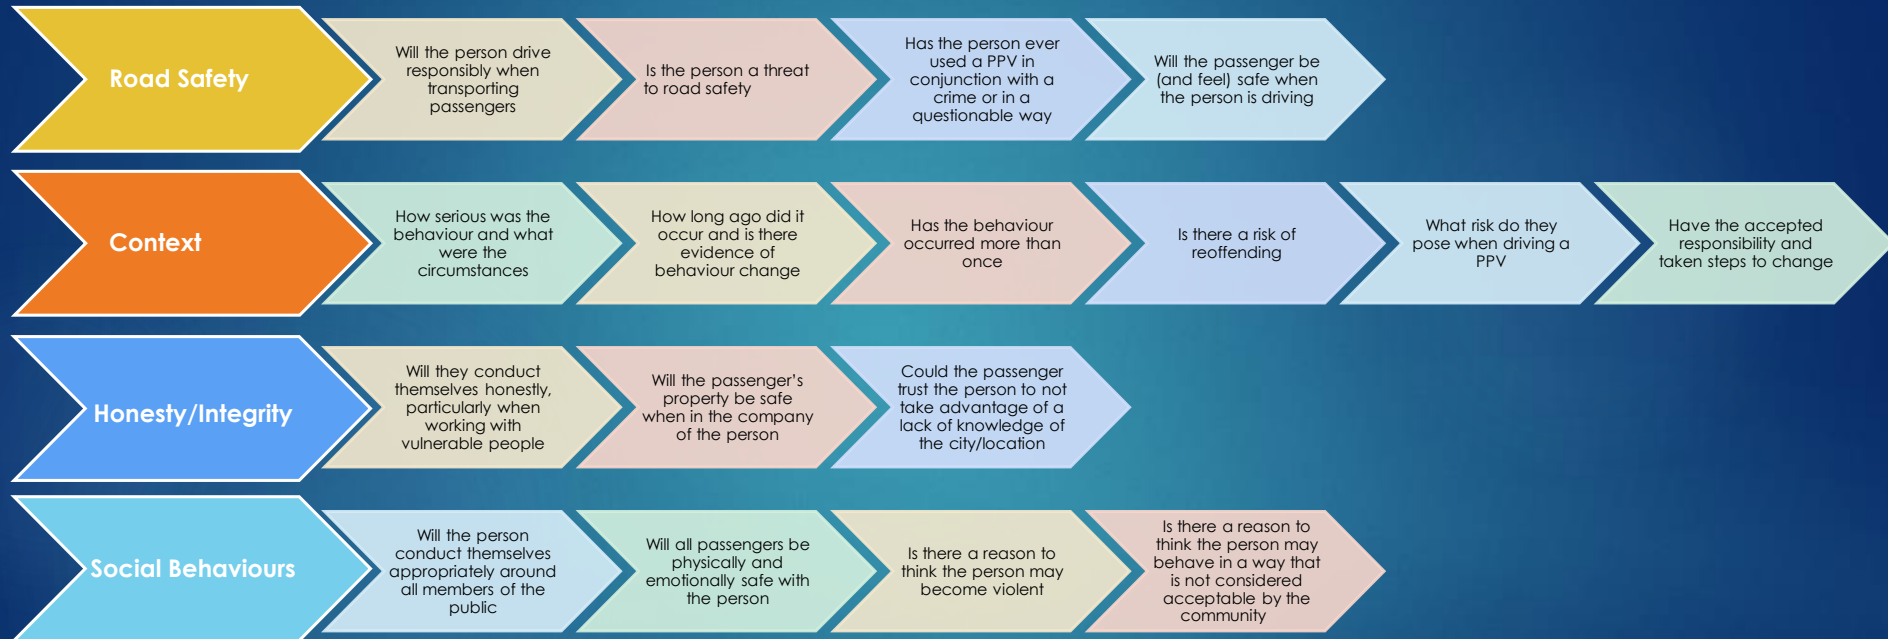 Road Safety
Will the person drive
responsibly when
transporting
passengers
Is the person a threat
to road safety
Has the person ever
used a PPV in
conjunction with a
crime or in a
questionable way
Will the passenger be
(and feel) safe when
the person is driving
Context
How serious was the
behaviour and what
were the
circumstances
How long ago did it
occur and is there
evidence of
behaviour change
Has the behaviour
occurred more than
once
Is there a risk of
reoffending
What risk do they
pose when driving a
PPV
Have the accepted
responsibility and
taken steps to change
Honesty/Integrity
Will they conduct
themselves honestly,
particularly when
working with
vulnerable people
Will the passenger’s
property be safe
when in the company
of the person
Could the passenger
trust the person to not
take advantage of a
lack of knowledge of
the city/location
Social Behaviours
Will the person
conduct themselves
appropriately around
all members of the
public
Will all passengers be
physically and
emotionally safe with
the person
Is there a reason to
think the person may
become violent
Is there a reason to
think the person may
behave in a way that
is not considered
acceptable by the
community